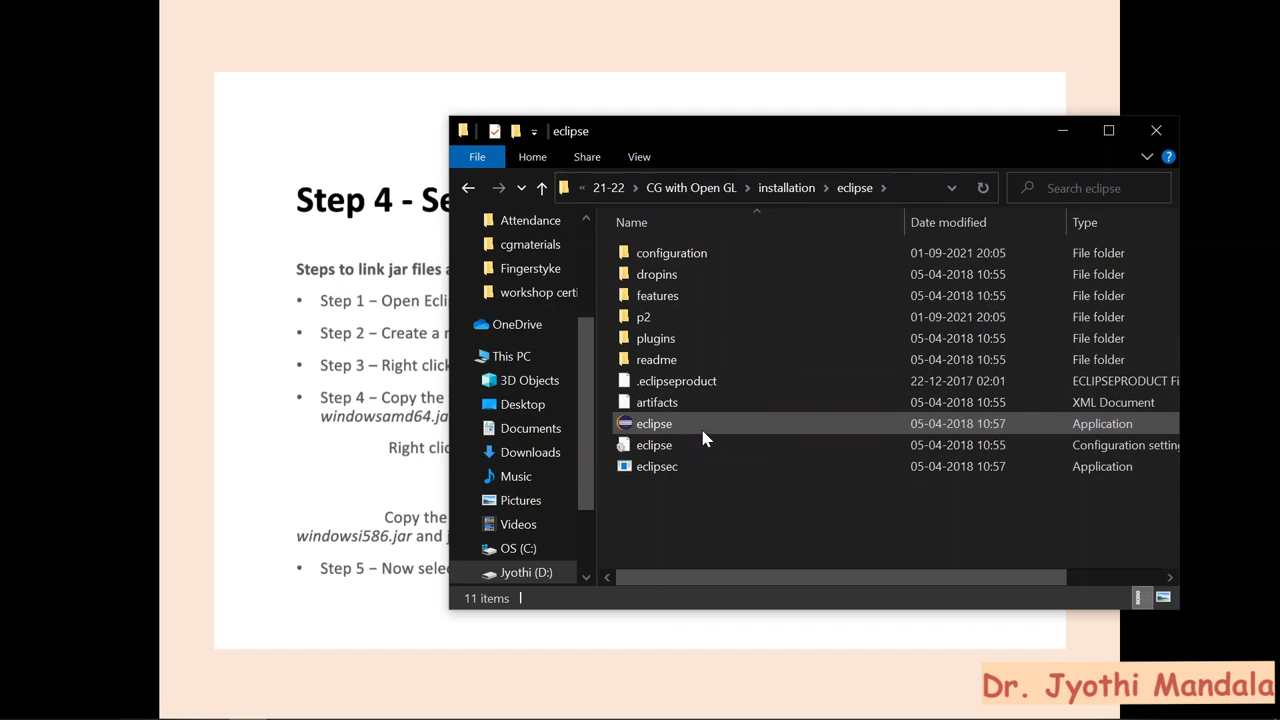 Step 4 - Se
Steps to link jar files a
• Step 1 – Open Ecli
• Step 2 – Create a n
• Step 3 – Right click
• Step 4 – Copy the
windowsamd64.ja
Right clic
Copy the
windowsi586.jar and j
• Step 5 – Now selec
eclipse
File Home Share View
« 21-22 > CG with Open GL > installation > eclipse >
Search eclipse
Attendance
cgmaterials
Fingerstyke
workshop certi
OneDrive
This PC
3D Objects
Desktop
Documents
Downloads
Music
Pictures
Videos
OS (C:)
Jyothi (D:)
Name Date modified Type
configuration 01-09-2021 20:05 File folder
dropins 05-04-2018 10:55 File folder
features 05-04-2018 10:55 File folder
p2 01-09-2021 20:05 File folder
plugins 05-04-2018 10:55 File folder
readme 05-04-2018 10:55 File folder
.eclipseproduct 22-12-2017 02:01 ECLIPSEPRODUCT Fi
artifacts 05-04-2018 10:55 XML Document
eclipse 05-04-2018 10:57 Application
eclipse 05-04-2018 10:55 Configuration setting
eclipsec 05-04-2018 10:57 Application
11 items
Dr. Jyothi Mandala